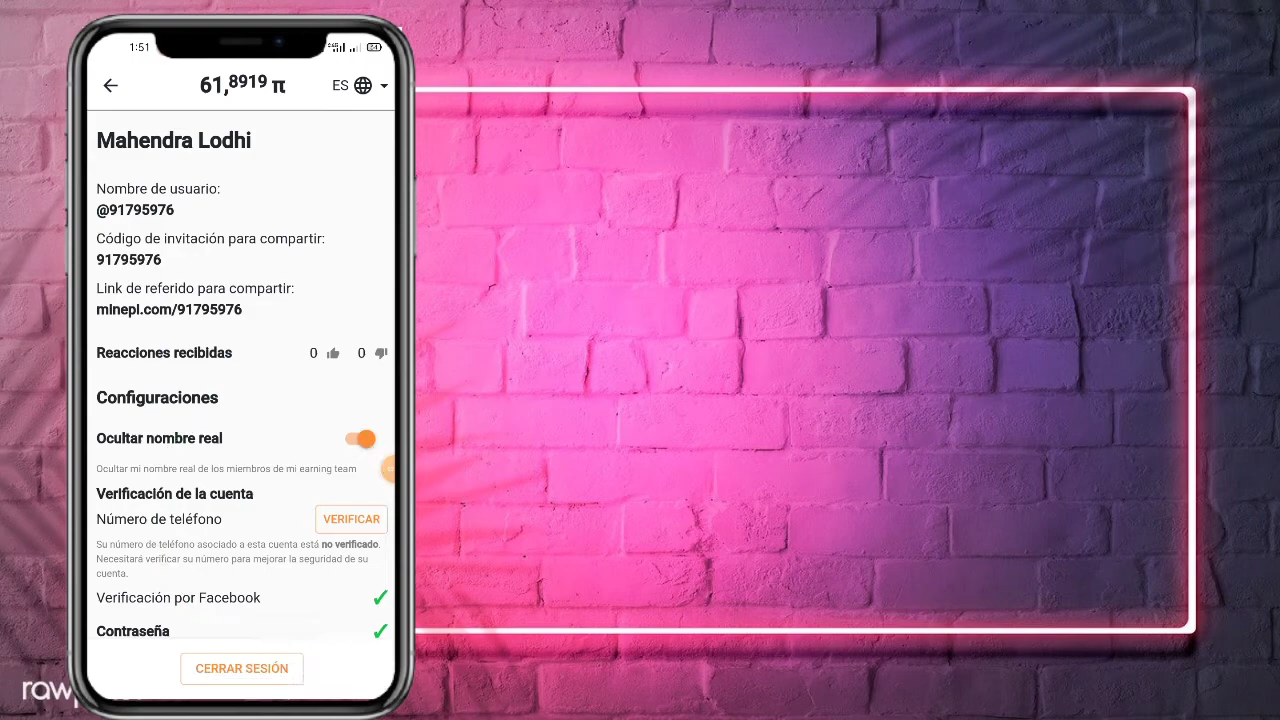 1:51
61,8919 π
ES
Mahendra Lodhi
Nombre de usuario:
@91795976
Código de invitación para compartir:
91795976
Link de referido para compartir:
minepi.com/91795976
Reacciones recibidas 0 0
Configuraciones
Ocultar nombre real
Ocultar mi nombre real de los miembros de mi earning team
Verificación de la cuenta
Número de teléfono VERIFICAR
Su número de teléfono asociado a esta cuenta está no verificado.
Necesitará verificar su número para mejorar la seguridad de su
cuenta.
Verificación por Facebook
Contraseña
CERRAR SESIÓN